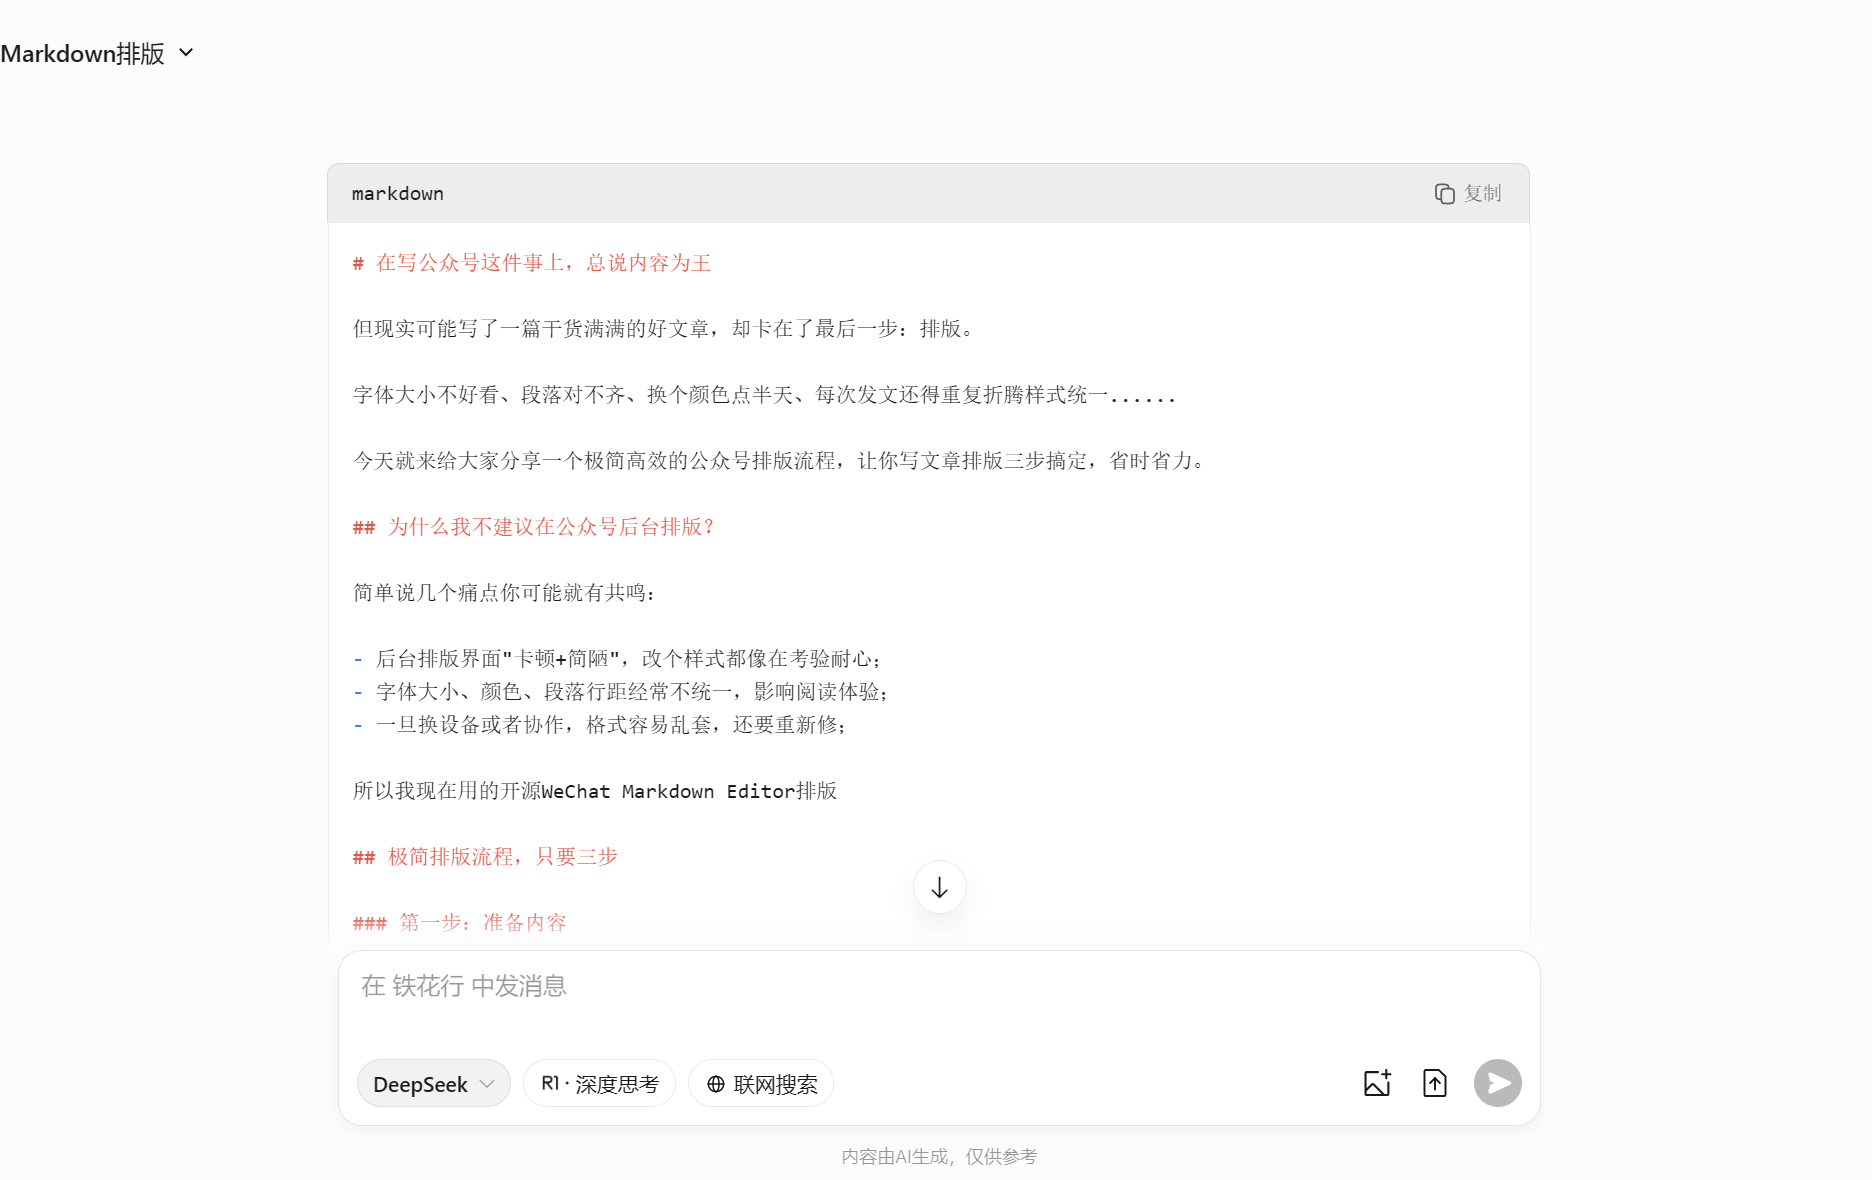 Markdown排版
markdown
复制
# 在写公众号这件事上，总说内容为王
但现实可能写了一篇干货满满的好文章，却卡在了最后一步：排版。
字体大小不好看、段落对不齐、换个颜色点半天、每次发文还得重复折腾样式统一......
今天就来给大家分享一个极简高效的公众号排版流程，让你写文章排版三步搞定，省时省力。
## 为什么我不建议在公众号后台排版？
简单说几个痛点你可能就有共鸣：
- 后台排版界面"卡顿+简陋"，改个样式都像在考验耐心；
- 字体大小、颜色、段落行距经常不统一，影响阅读体验；
- 一旦换设备或者协作，格式容易乱套，还要重新修；
所以我现在用的开源WeChat Markdown Editor排版
## 极简排版流程，只要三步
### 第一步：准备内容
在 铁花行 中发消息
DeepSeek
R1· 深度思考
联网搜索
内容由AI生成，仅供参考